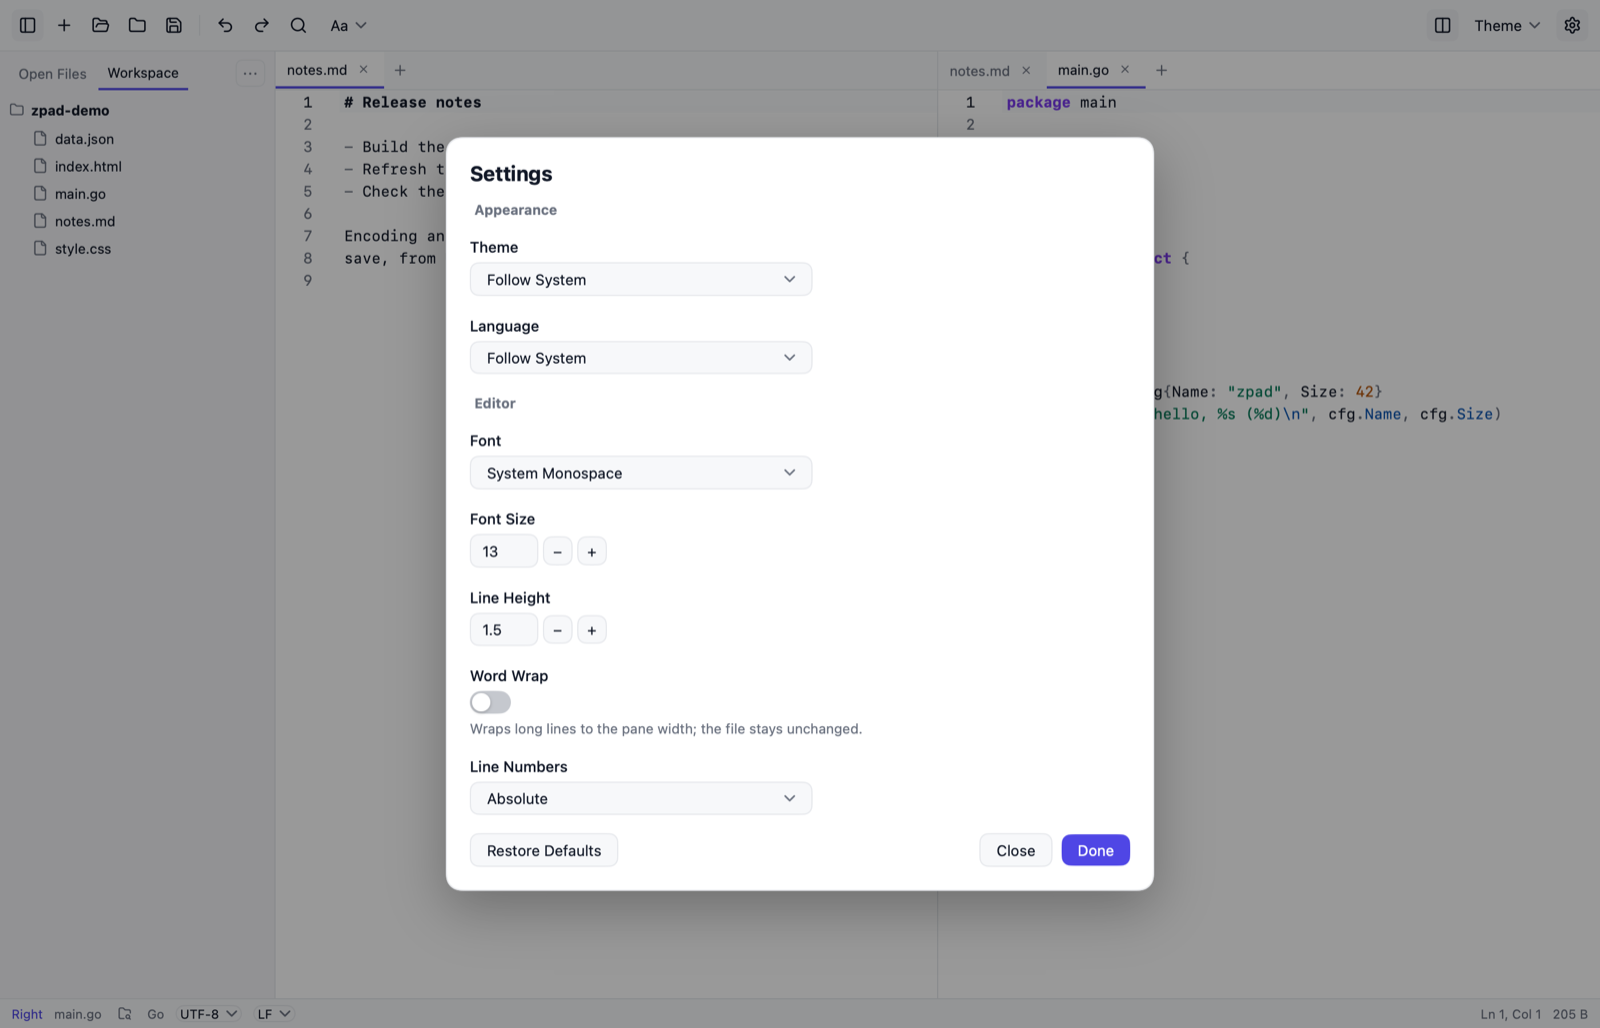 Aa
Theme
Open Files
Workspace
zpad-demo
data.json
index.html
main.go
notes.md
style.css
notes.md
1 # Release notes
2
3 - Build the
4 - Refresh t
5 - Check the
6
7 Encoding an
8 save, from
9
notes.md
main.go
1 package main
2
ct {
g{Name: "zpad", Size: 42}
hello, %s (%d)\n", cfg.Name, cfg.Size)
Settings
Appearance
Theme
Follow System
Language
Follow System
Editor
Font
System Monospace
Font Size
13 − +
Line Height
1.5 − +
Word Wrap
Wraps long lines to the pane width; the file stays unchanged.
Line Numbers
Absolute
Restore Defaults
Close
Done
Right main.go Go UTF-8 LF
Ln 1, Col 1 205 B